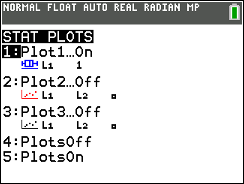 NORMAL FLOAT AUTO REAL RADIAN MP
STAT PLOTS
1:Plot1…On
L1 1
2:Plot2…Off
L1 L2
3:Plot3…Off
L1 L2
4:PlotsOff
5:PlotsOn